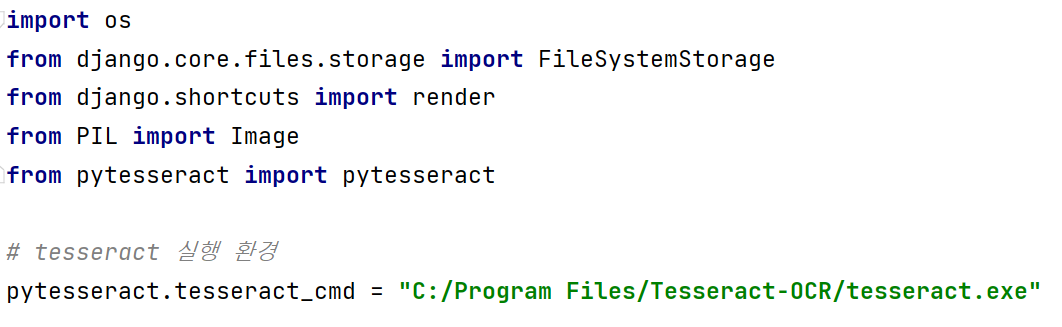 import os
from django.core.files.storage import FileSystemStorage
from django.shortcuts import render
from PIL import Image
from pytesseract import pytesseract
# tesseract 실행 환경
pytesseract.tesseract_cmd = "C:/Program Files/Tesseract-OCR/tesseract.exe"